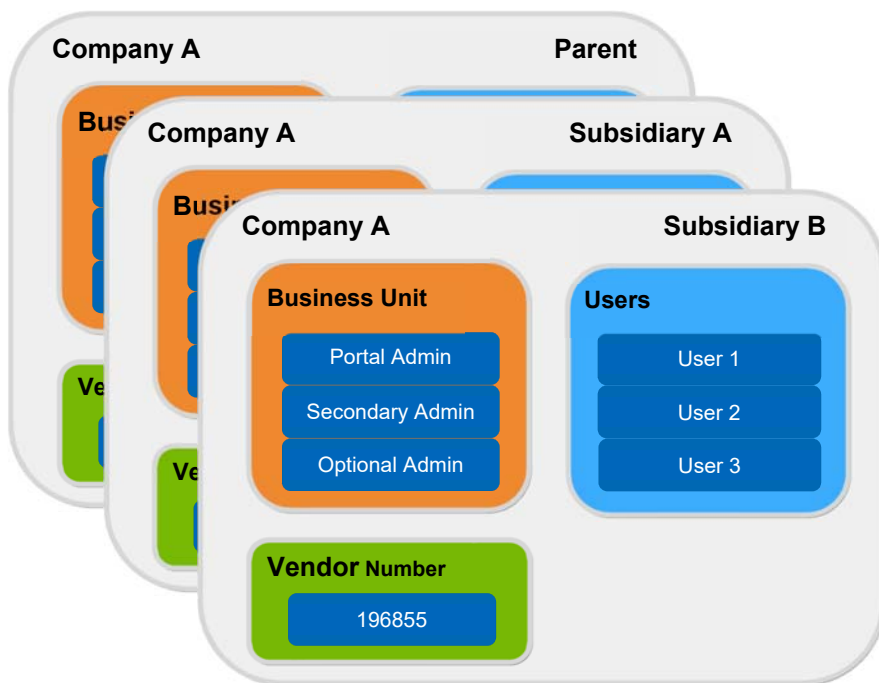 Company A Parent
Company A Subsidiary A
Company A Subsidiary B
Business Unit
Portal Admin
Secondary Admin
Optional Admin
Users
User 1
User 2
User 3
Vendor Number
196855